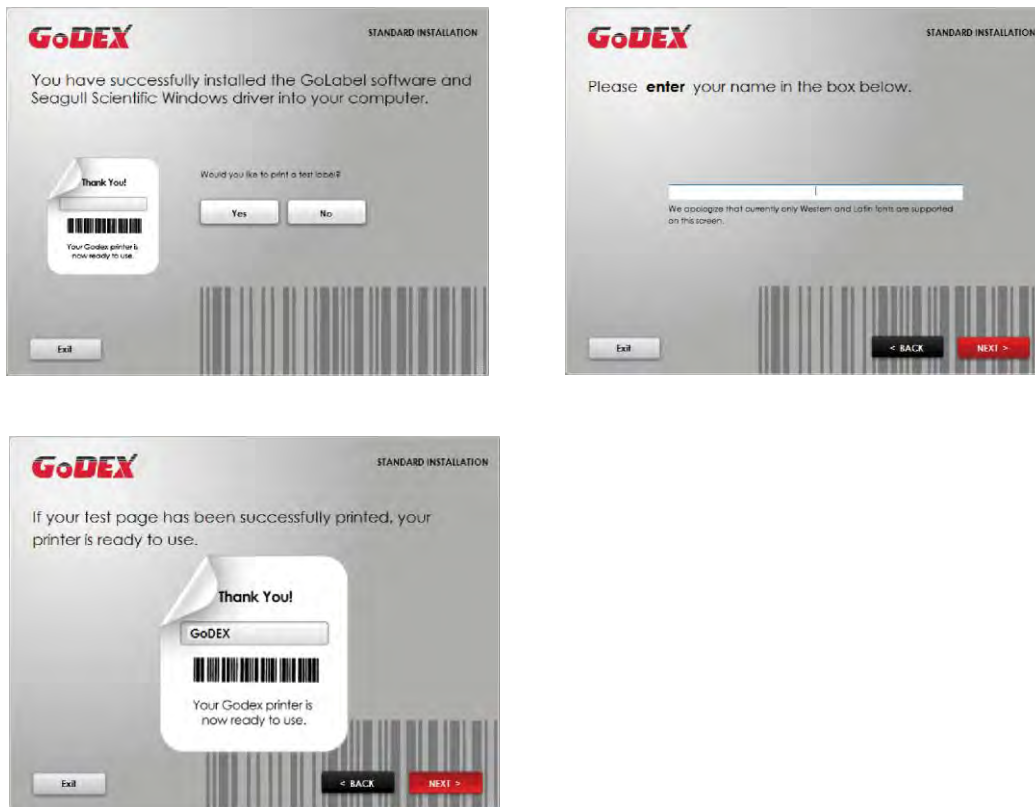 GoDEX
STANDARD INSTALLATION
You have successfully installed the GoLabel software and
Seagull Scientific Windows driver into your computer.
Thank You!
Your Godex printer is
now ready to use.
Would you like to print a test label?
Yes No
Exit
GoDEX
STANDARD INSTALLATION
Please enter your name in the box below.
We apologize that currently only Western and Latin fonts are supported
on this screen.
Exit < BACK NEXT >
GoDEX
STANDARD INSTALLATION
If your test page has been successfully printed, your
printer is ready to use.
Thank You!
GoDEX
Your Godex printer is
now ready to use.
Exit < BACK NEXT >